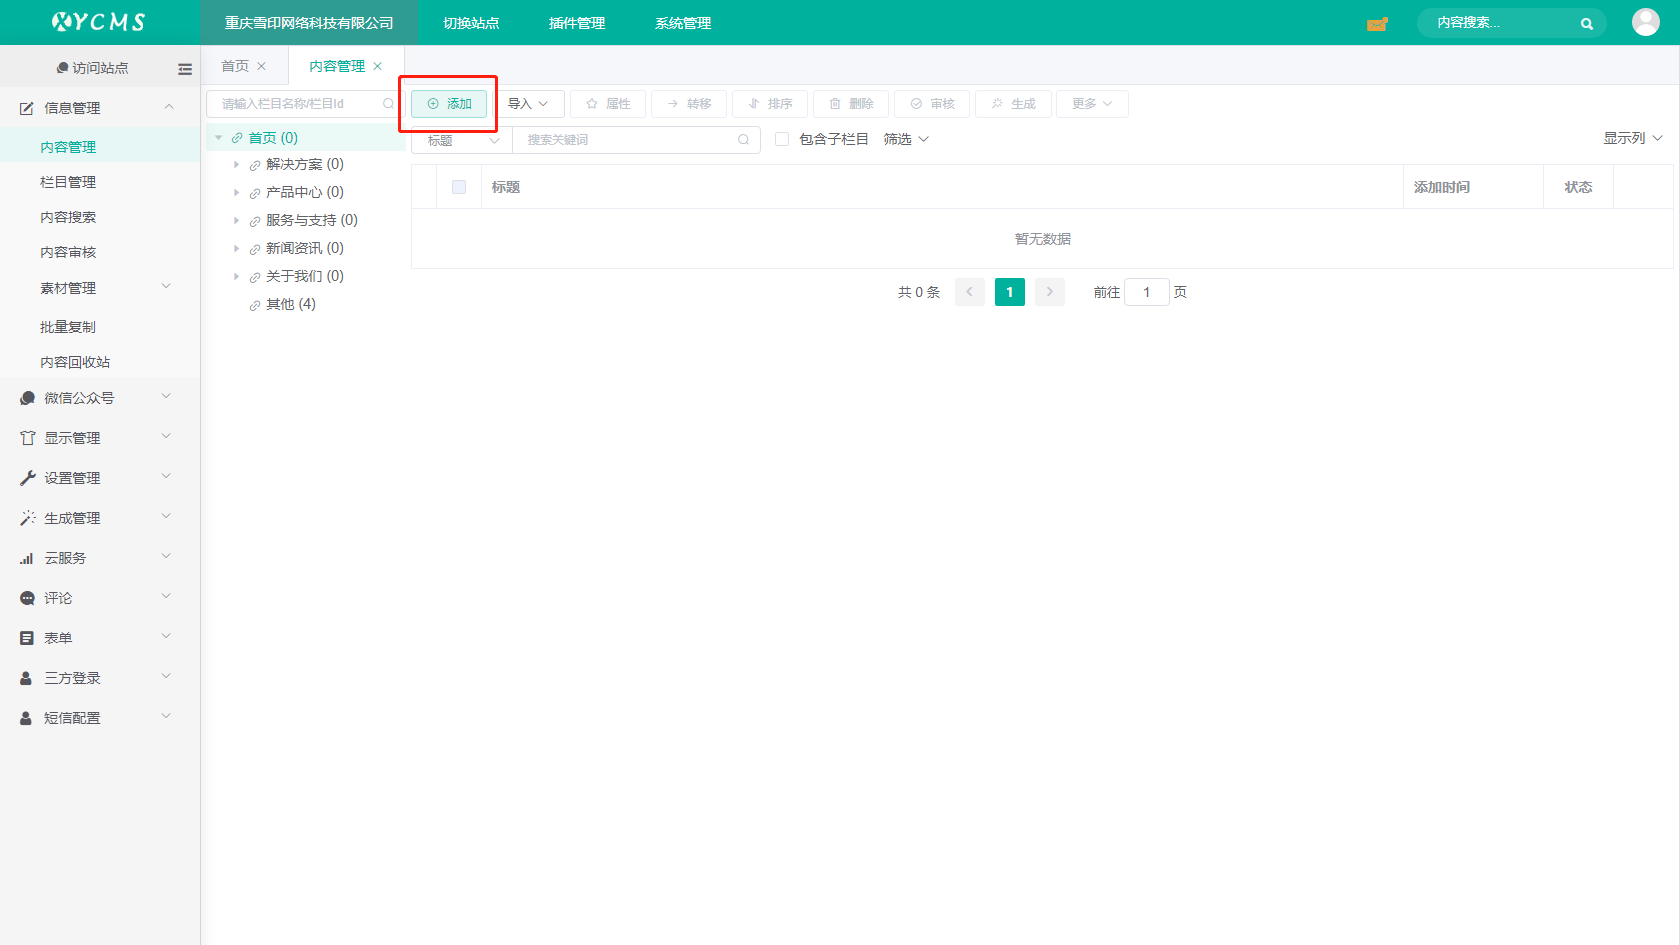 XYCMS
重庆雪印网络科技有限公司
切换站点
插件管理
系统管理
内容搜索...
访问站点
首页
内容管理
信息管理
内容管理
栏目管理
内容搜索
内容审核
素材管理
批量复制
内容回收站
微信公众号
显示管理
设置管理
生成管理
云服务
评论
表单
三方登录
短信配置
请输入栏目名称/栏目Id
首页 (0)
解决方案 (0)
产品中心 (0)
服务与支持 (0)
新闻资讯 (0)
关于我们 (0)
其他 (4)
添加
导入
属性
转移
排序
删除
审核
生成
更多
标题
搜索关键词
包含子栏目
筛选
显示列
标题
添加时间
状态
暂无数据
共 0 条
1
前往
1
页